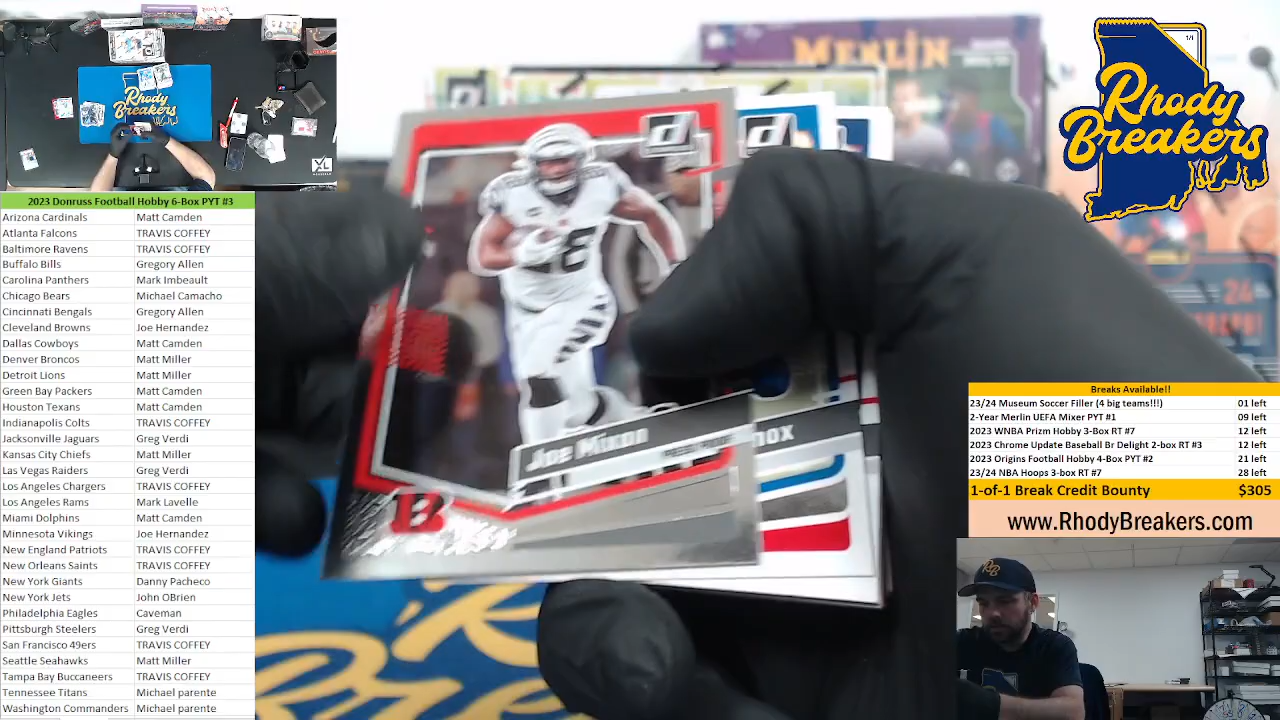 2023 Donruss Football Hobby 6-Box PYT #3
Arizona Cardinals Matt Camden
Atlanta Falcons TRAVIS COFFEY
Baltimore Ravens TRAVIS COFFEY
Buffalo Bills Gregory Allen
Carolina Panthers Mark Imbeault
Chicago Bears Michael Camacho
Cincinnati Bengals Gregory Allen
Cleveland Browns Joe Hernandez
Dallas Cowboys Matt Camden
Denver Broncos Matt Miller
Detroit Lions Matt Miller
Green Bay Packers Matt Camden
Houston Texans Matt Camden
Indianapolis Colts TRAVIS COFFEY
Jacksonville Jaguars Greg Verdi
Kansas City Chiefs Matt Miller
Las Vegas Raiders Greg Verdi
Los Angeles Chargers TRAVIS COFFEY
Los Angeles Rams Mark Lavelle
Miami Dolphins Matt Camden
Minnesota Vikings Joe Hernandez
New England Patriots TRAVIS COFFEY
New Orleans Saints TRAVIS COFFEY
New York Giants Danny Pacheco
New York Jets John OBrien
Philadelphia Eagles Caveman
Pittsburgh Steelers Greg Verdi
San Francisco 49ers TRAVIS COFFEY
Seattle Seahawks Matt Miller
Tampa Bay Buccaneers TRAVIS COFFEY
Tennessee Titans Michael parente
Washington Commanders Michael parente
Rhody
Breakers
XL
MERLIN
d
d
28
Joe Mixon
B
nox
24
1/1
Rhody
Breakers
Breaks Available!!
23/24 Museum Soccer Filler (4 big teams!!!) 01 left
2-Year Merlin UEFA Mixer PYT #1 09 left
2023 WNBA Prizm Hobby 3-Box RT #7 12 left
2023 Chrome Update Baseball Br Delight 2-box RT #3 12 left
2023 Origins Football Hobby 4-Box PYT #2 21 left
23/24 NBA Hoops 3-box RT #7 28 left
1-of-1 Break Credit Bounty $305
www.RhodyBreakers.com
RB